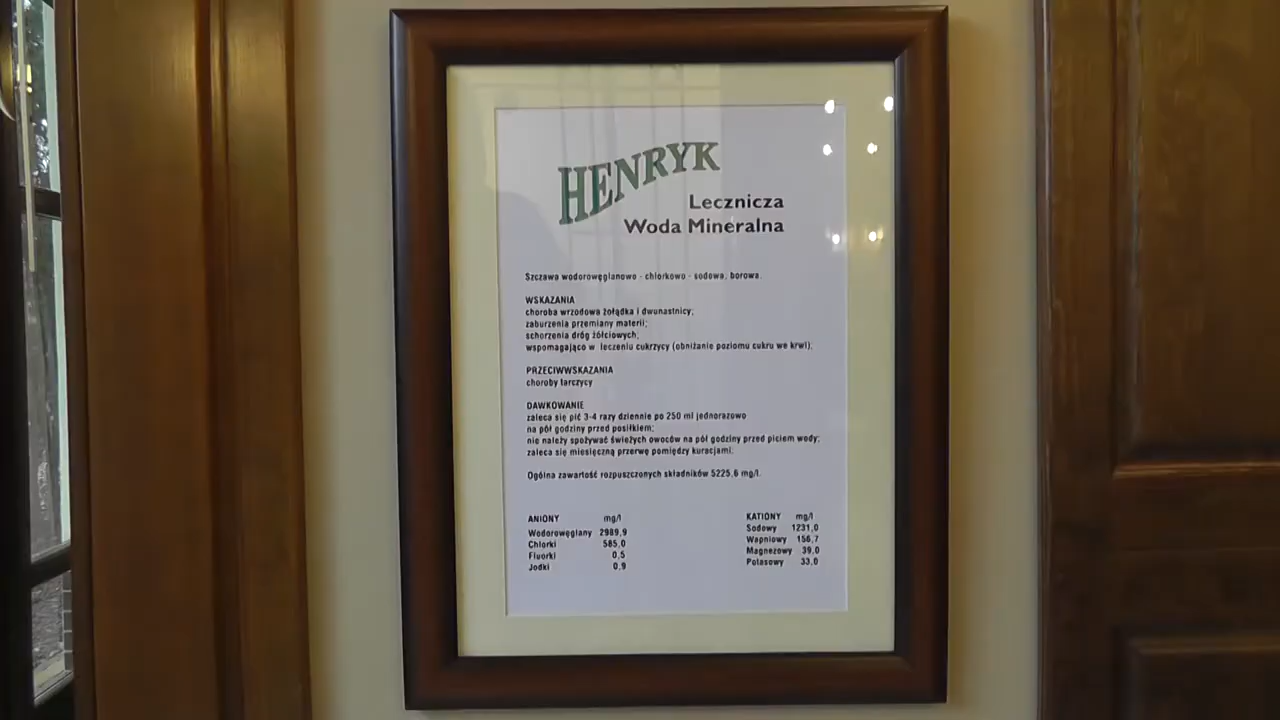 HENRYK
Lecznicza
Woda Mineralna
Szczawa wodorowęglanowo - chlorkowo - sodowa, borowa.
WSKAZANIA
choroba wrzodowa żołądka i dwunastnicy;
zaburzenia przemiany materii;
schorzenia dróg żółciowych;
wspomagająco w leczeniu cukrzycy (obniżanie poziomu cukru we krwi);
PRZECIWWSKAZANIA
choroby tarczycy
DAWKOWANIE
zaleca się pić 3-4 razy dziennie po 250 ml jednorazowo
na pół godziny przed posiłkiem;
nie należy spożywać świeżych owoców na pół godziny przed piciem wody;
zaleca się miesięczną przerwę pomiędzy kuracjami;
Ogólna zawartość rozpuszczonych składników 5225,6 mg/l.
ANIONY mg/l
Wodorowęglany 2989,9
Chlorki 585,0
Fluorki 0,5
Jodki 0,9
KATIONY mg/l
Sodowy 1231,0
Wapniowy 156,7
Magnezowy 39,0
Potasowy 33,0